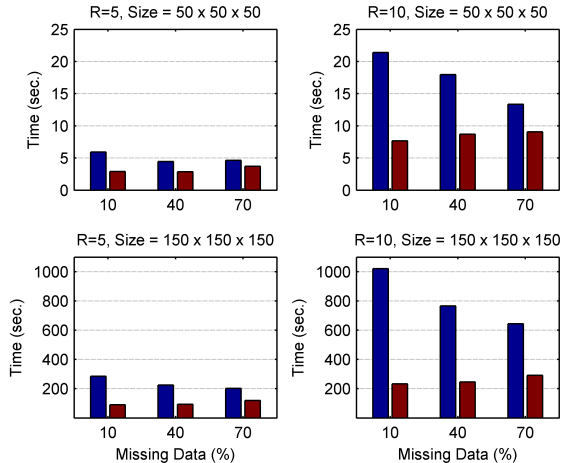 R=5, Size = 50 x 50 x 50
R=10, Size = 50 x 50 x 50
Time (sec.)
25
20
15
10
5
0
10 40 70
Time (sec.)
25
20
15
10
5
0
10 40 70
R=5, Size = 150 x 150 x 150
R=10, Size = 150 x 150 x 150
Time (sec.)
1000
800
600
400
200
10 40 70
Missing Data (%)
Time (sec.)
1000
800
600
400
200
10 40 70
Missing Data (%)